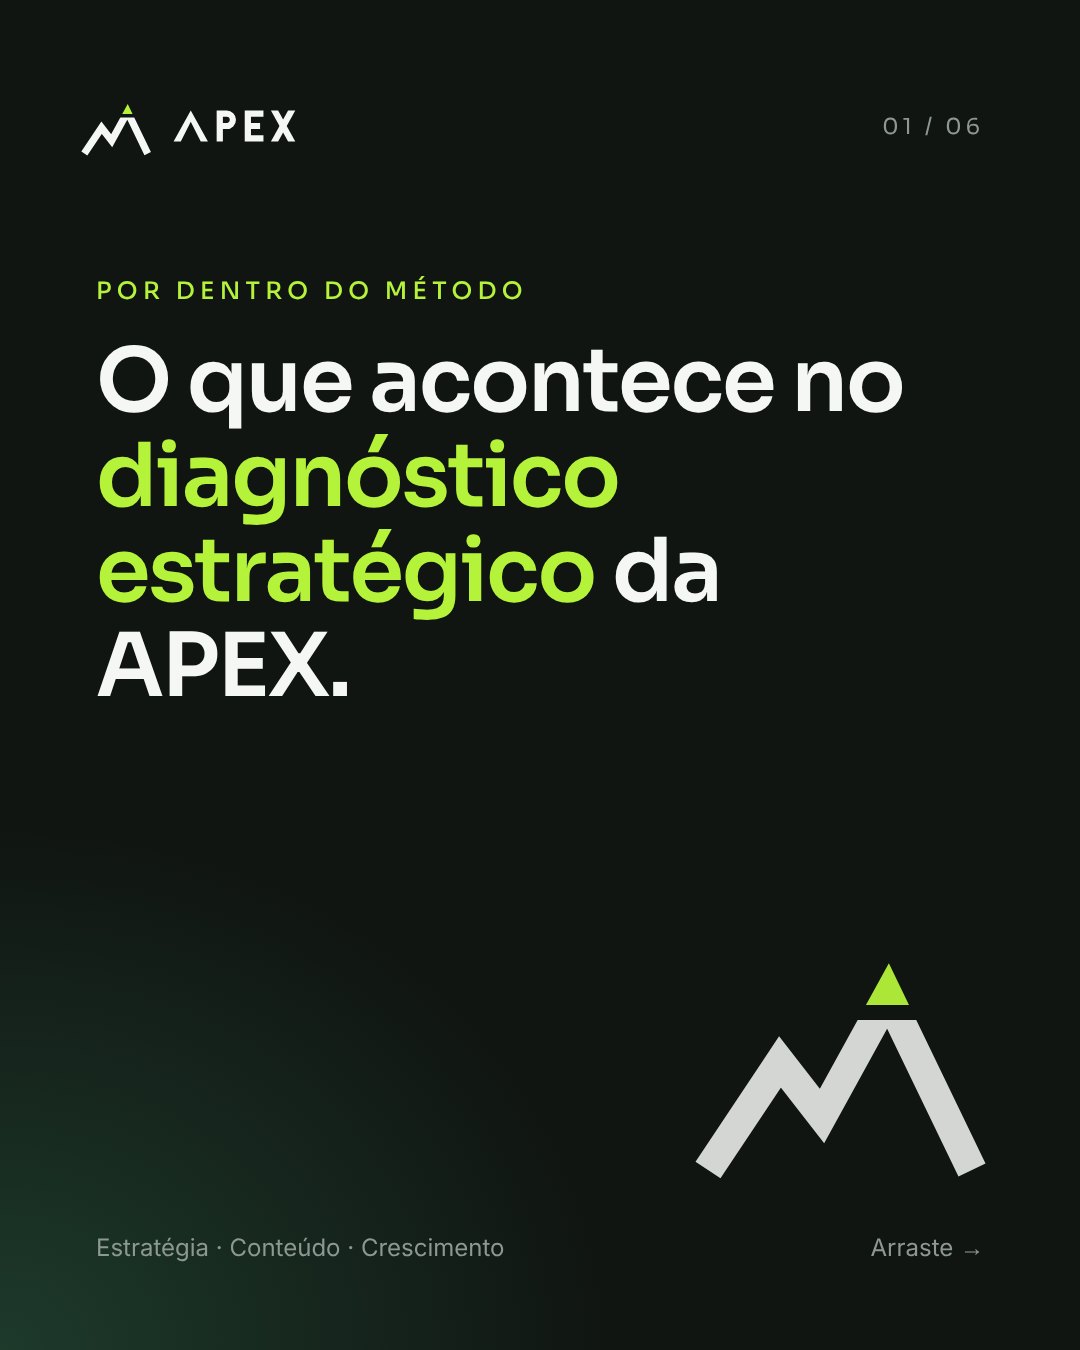 APEX
01 / 06
POR DENTRO DO MÉTODO
O que acontece no
diagnóstico
estratégico da
APEX.
Estratégia · Conteúdo · Crescimento
Arraste →